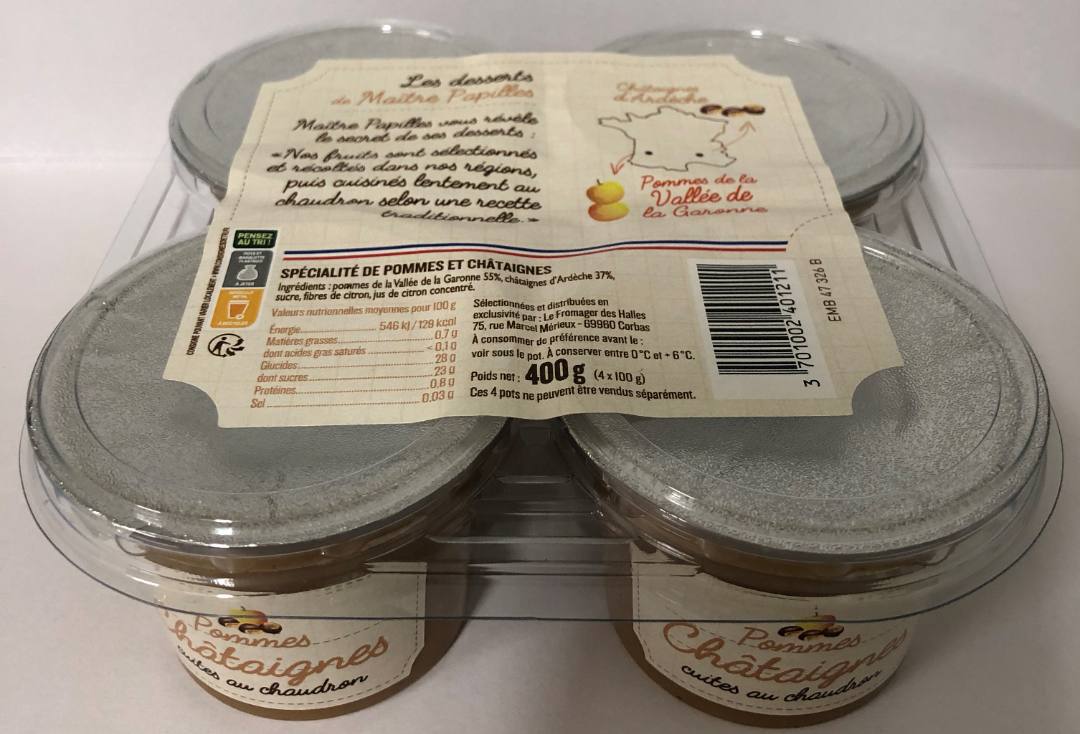 Les desserts
de Maître Papilles
Maître Papilles vous révèle
le secret de ses desserts :
«Nos fruits sont sélectionnés
et récoltés dans nos régions,
puis cuisinés lentement au
chaudron selon une recette
traditionnelle.»
Châtaignes
d'Ardèche
Pommes de la
Vallée de
la Garonne
PENSEZ
AU TRI !
À JETER
À RECYCLER
SPÉCIALITÉ DE POMMES ET CHÂTAIGNES
Ingrédients : pommes de la Vallée de la Garonne 55%, châtaignes d'Ardèche 37%,
sucre, fibres de citron, jus de citron concentré.
Valeurs nutritionnelles moyennes pour 100 g
Énergie 546 kJ / 129 kcal
Matières grasses 0,7 g
dont acides gras saturés < 0,1 g
Glucides 28 g
dont sucres 23 g
Protéines 0,8 g
Sel 0,03 g
Sélectionnées et distribuées en
exclusivité par : Le Fromager des Halles
75, rue Marcel Mérieux - 69960 Corbas
À consommer de préférence avant le :
voir sous le pot. À conserver entre 0°C et + 6°C.
Poids net : 400 g (4 x 100 g)
Ces 4 pots ne peuvent être vendus séparément.
3 701002 401211
EMB 47 326 B
Pommes
Châtaignes
cuites au chaudron
Pommes
Châtaignes
cuites au chaudron